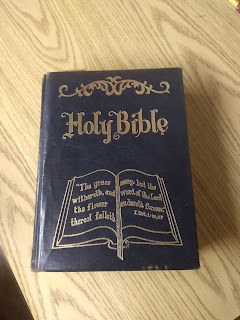 Holy Bible
"The grass
withereth, and
the flower
thereof falleth
away: but the
word of the Lord
endureth forever."